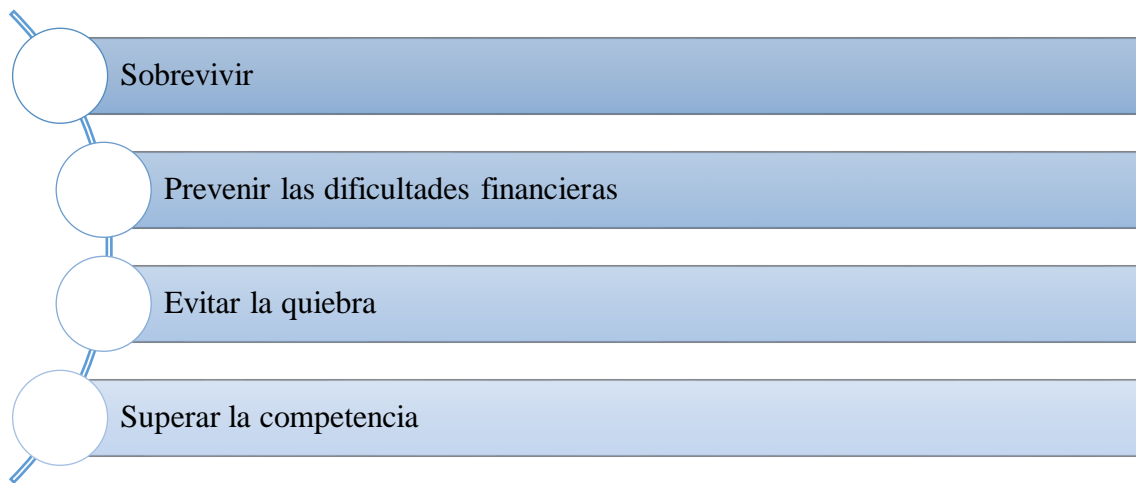 Sobrevivir
Prevenir las dificultades financieras
Evitar la quiebra
Superar la competencia